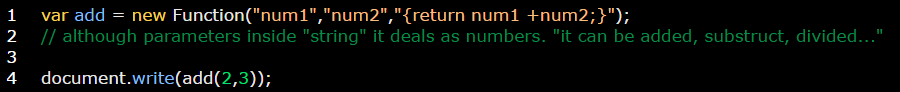 1 var add = new Function("num1","num2","{return num1 +num2;}");
2 // although parameters inside "string" it deals as numbers. "it can be added, substruct, divided..."
3
4 document.write(add(2,3));